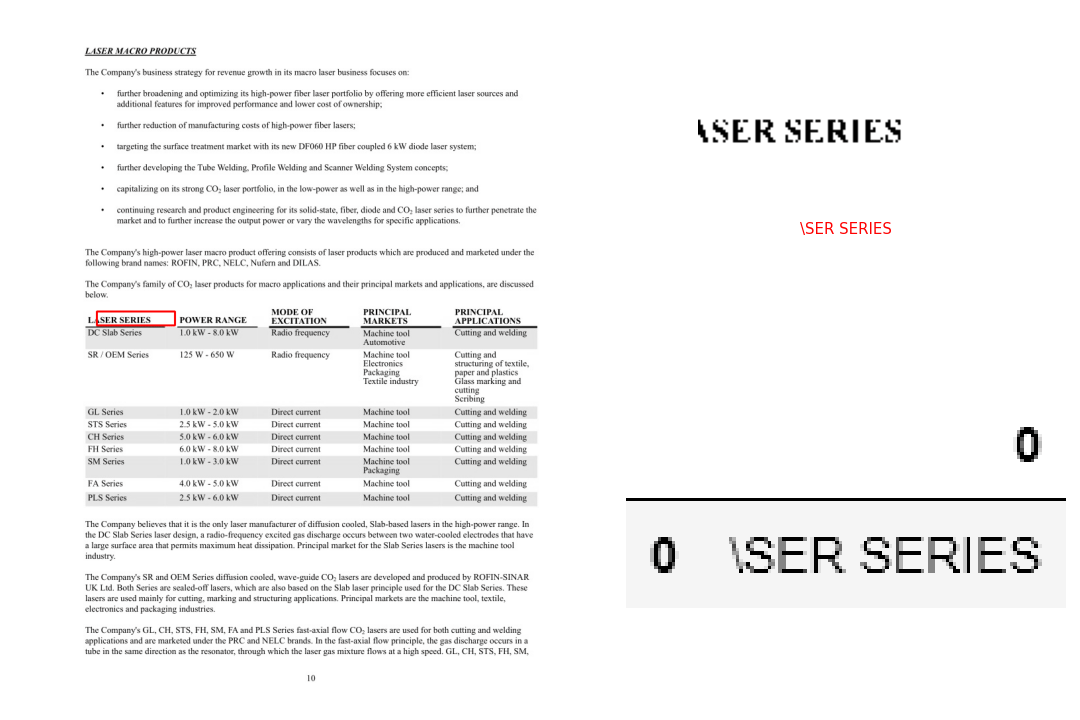 LASER MACRO PRODUCTS
The Company's business strategy for revenue growth in its macro laser business focuses on:
• further broadening and optimizing its high-power fiber laser portfolio by offering more efficient laser sources and
additional features for improved performance and lower cost of ownership;
• further reduction of manufacturing costs of high-power fiber lasers;
• targeting the surface treatment market with its new DF060 HP fiber coupled 6 kW diode laser system;
• further developing the Tube Welding, Profile Welding and Scanner Welding System concepts;
• capitalizing on its strong CO₂ laser portfolio, in the low-power as well as in the high-power range; and
• continuing research and product engineering for its solid-state, fiber, diode and CO₂ laser series to further penetrate the
market and to further increase the output power or vary the wavelengths for specific applications.
The Company's high-power laser macro product offering consists of laser products which are produced and marketed under the
following brand names: ROFIN, PRC, NELC, Nufern and DILAS.
The Company's family of CO₂ laser products for macro applications and their principal markets and applications, are discussed
below.
LASER SERIES POWER RANGE MODE OF EXCITATION PRINCIPAL MARKETS PRINCIPAL APPLICATIONS
DC Slab Series 1.0 kW - 8.0 kW Radio frequency Machine tool Cutting and welding
Automotive
SR / OEM Series 125 W - 650 W Radio frequency Machine tool Cutting and
Electronics structuring of textile,
Packaging paper and plastics
Textile industry Glass marking and
cutting
Scribing
GL Series 1.0 kW - 2.0 kW Direct current Machine tool Cutting and welding
STS Series 2.5 kW - 5.0 kW Direct current Machine tool Cutting and welding
CH Series 5.0 kW - 6.0 kW Direct current Machine tool Cutting and welding
FH Series 6.0 kW - 8.0 kW Direct current Machine tool Cutting and welding
SM Series 1.0 kW - 3.0 kW Direct current Machine tool Cutting and welding
Packaging
FA Series 4.0 kW - 5.0 kW Direct current Machine tool Cutting and welding
PLS Series 2.5 kW - 6.0 kW Direct current Machine tool Cutting and welding
The Company believes that it is the only laser manufacturer of diffusion cooled, Slab-based lasers in the high-power range. In
the DC Slab Series laser design, a radio-frequency excited gas discharge occurs between two water-cooled electrodes that have
a large surface area that permits maximum heat dissipation. Principal market for the Slab Series lasers is the machine tool
industry.
The Company's SR and OEM Series diffusion cooled, wave-guide CO₂ lasers are developed and produced by ROFIN-SINAR
UK Ltd. Both Series are sealed-off lasers, which are also based on the Slab laser principle used for the DC Slab Series. These
lasers are used mainly for cutting, marking and structuring applications. Principal markets are the machine tool, textile,
electronics and packaging industries.
The Company's GL, CH, STS, FH, SM, FA and PLS Series fast-axial flow CO₂ lasers are used for both cutting and welding
applications and are marketed under the PRC and NELC brands. In the fast-axial flow principle, the gas discharge occurs in a
tube in the same direction as the resonator, through which the laser gas mixture flows at a high speed. GL, CH, STS, FH, SM,
10
\SER SERIES
\SER SERIES
0
0 \SER SERIES